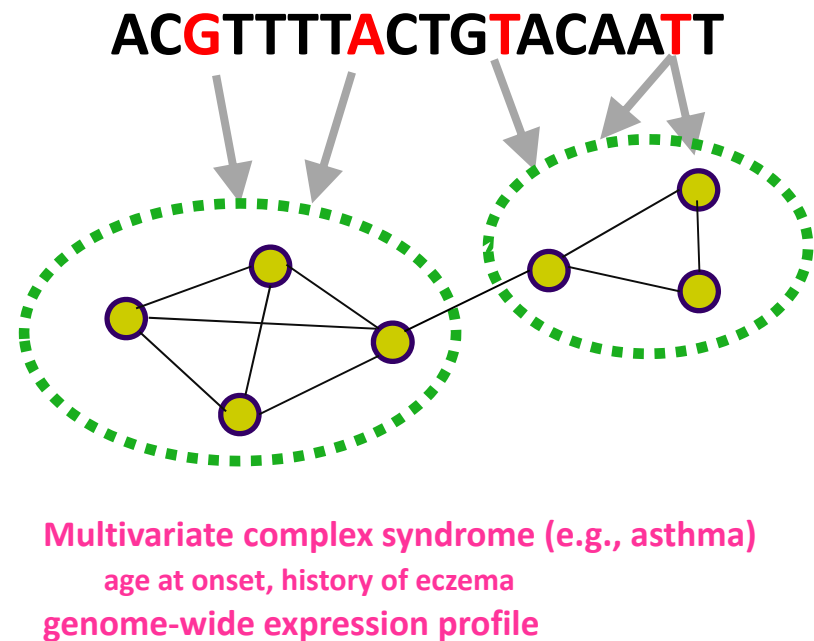 ACGTTTTACTGTACAATT
Multivariate complex syndrome (e.g., asthma)
age at onset, history of eczema
genome-wide expression profile